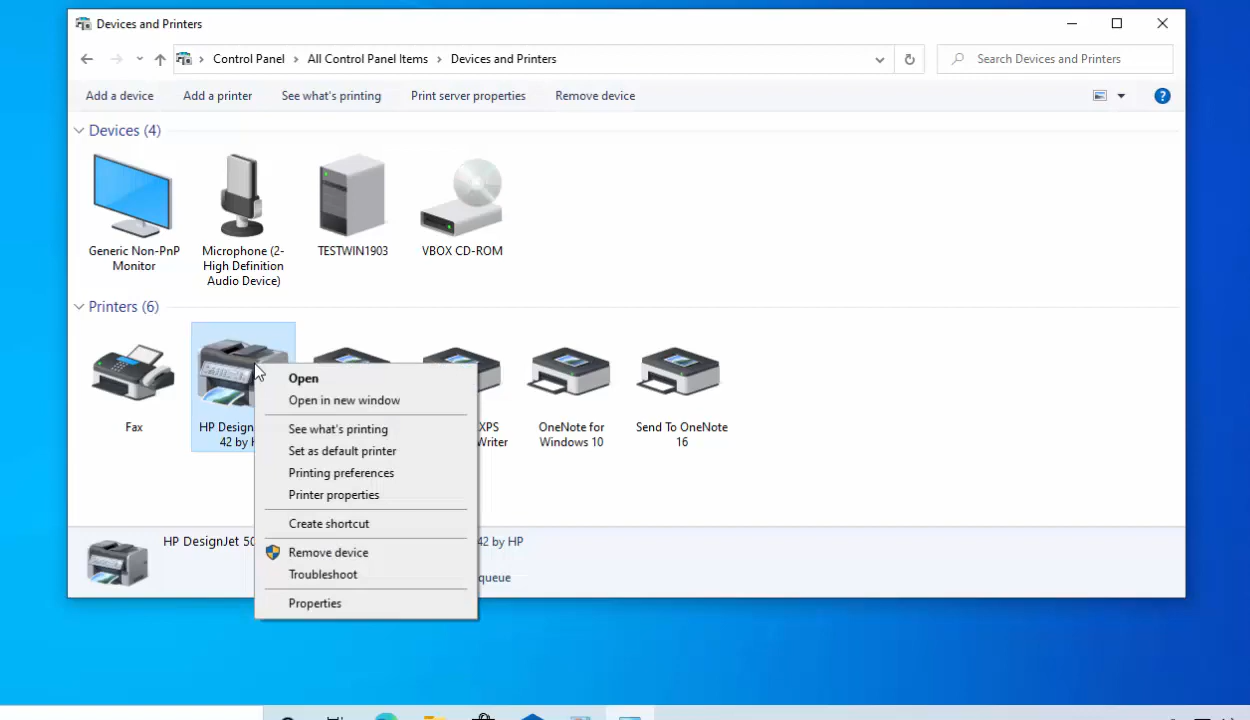 Devices and Printers
Control Panel > All Control Panel Items > Devices and Printers
Search Devices and Printers
Add a device
Add a printer
See what's printing
Print server properties
Remove device
?
Devices (4)
Generic Non-PnP
Monitor
Microphone (2-
High Definition
Audio Device)
TESTWIN1903
VBOX CD-ROM
Printers (6)
Fax
HP Design
42 by H
XPS
Writer
OneNote for
Windows 10
Send To OneNote
16
Open
Open in new window
See what's printing
Set as default printer
Printing preferences
Printer properties
Create shortcut
Remove device
Troubleshoot
Properties
HP DesignJet 50
42 by HP
queue